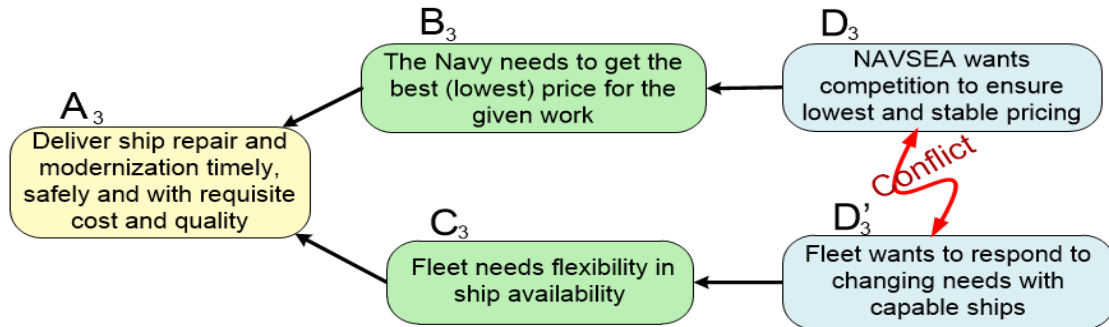 B3
The Navy needs to get the
best (lowest) price for the
given work
D3
NAVSEA wants
competition to ensure
lowest and stable pricing
A3
Deliver ship repair and
modernization timely,
safely and with requisite
cost and quality
Conflict
C3
Fleet needs flexibility in
ship availability
D3’
Fleet wants to respond to
changing needs with
capable ships